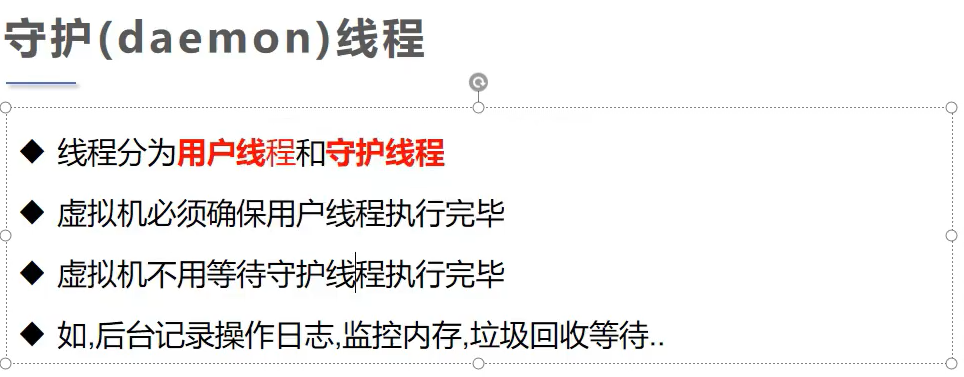 守护(daemon)线程
◆ 线程分为用户线程和守护线程
◆ 虚拟机必须确保用户线程执行完毕
◆ 虚拟机不用等待守护线程执行完毕
◆ 如,后台记录操作日志,监控内存,垃圾回收等待..